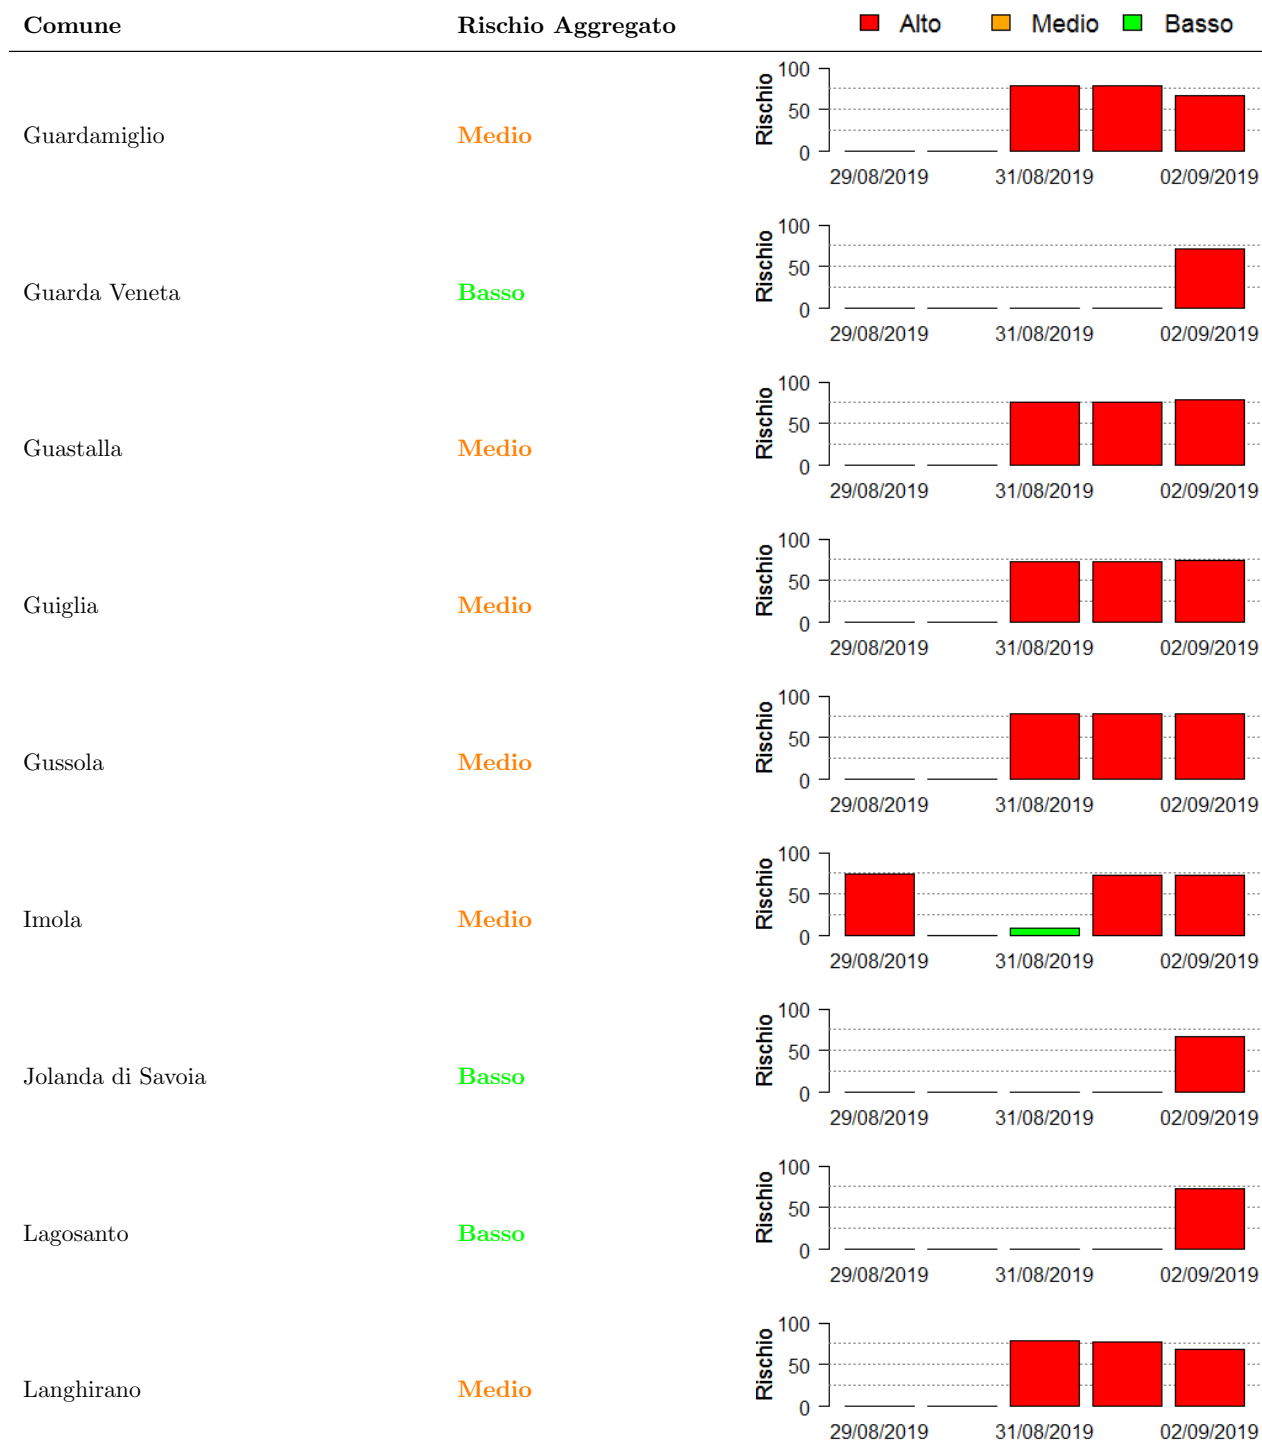 Comune Rischio Aggregato Alto Medio Basso
Guardamiglio Medio
Rischio
100
50
0
29/08/2019 31/08/2019 02/09/2019
Guarda Veneta Basso
Rischio
100
50
0
29/08/2019 31/08/2019 02/09/2019
Guastalla Medio
Rischio
100
50
0
29/08/2019 31/08/2019 02/09/2019
Guiglia Medio
Rischio
100
50
0
29/08/2019 31/08/2019 02/09/2019
Gussola Medio
Rischio
100
50
0
29/08/2019 31/08/2019 02/09/2019
Imola Medio
Rischio
100
50
0
29/08/2019 31/08/2019 02/09/2019
Jolanda di Savoia Basso
Rischio
100
50
0
29/08/2019 31/08/2019 02/09/2019
Lagosanto Basso
Rischio
100
50
0
29/08/2019 31/08/2019 02/09/2019
Langhirano Medio
Rischio
100
50
0
29/08/2019 31/08/2019 02/09/2019